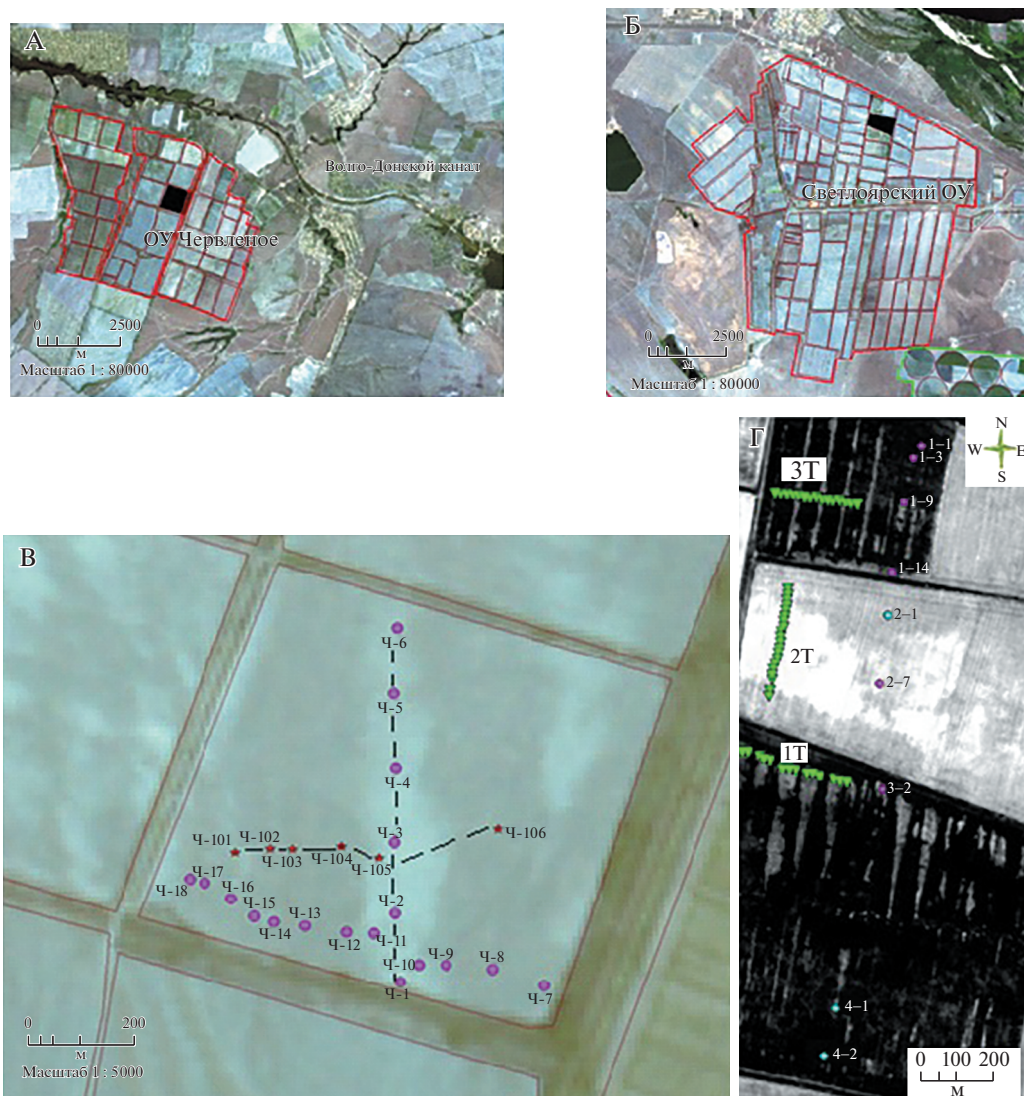 А
Волго-Донской канал
ОУ Червленое
0 2500
м
Масштаб 1 : 80000
Б
Светлоярский ОУ
0 2500
м
Масштаб 1 : 80000
В
Ч-6
Ч-5
Ч-4
Ч-3
Ч-106
Ч-101
Ч-102
Ч-103
Ч-104
Ч-105
Ч-18
Ч-17
Ч-16
Ч-15
Ч-14
Ч-13
Ч-12
Ч-11
Ч-2
Ч-10
Ч-9
Ч-8
Ч-7
Ч-1
0 200
м
Масштаб 1 : 5000
Г
N
W E
S
1–1
1–3
3Т
1–9
1–14
2–1
2Т
2–7
1Т
3–2
4–1
4–2
0 100 200
м